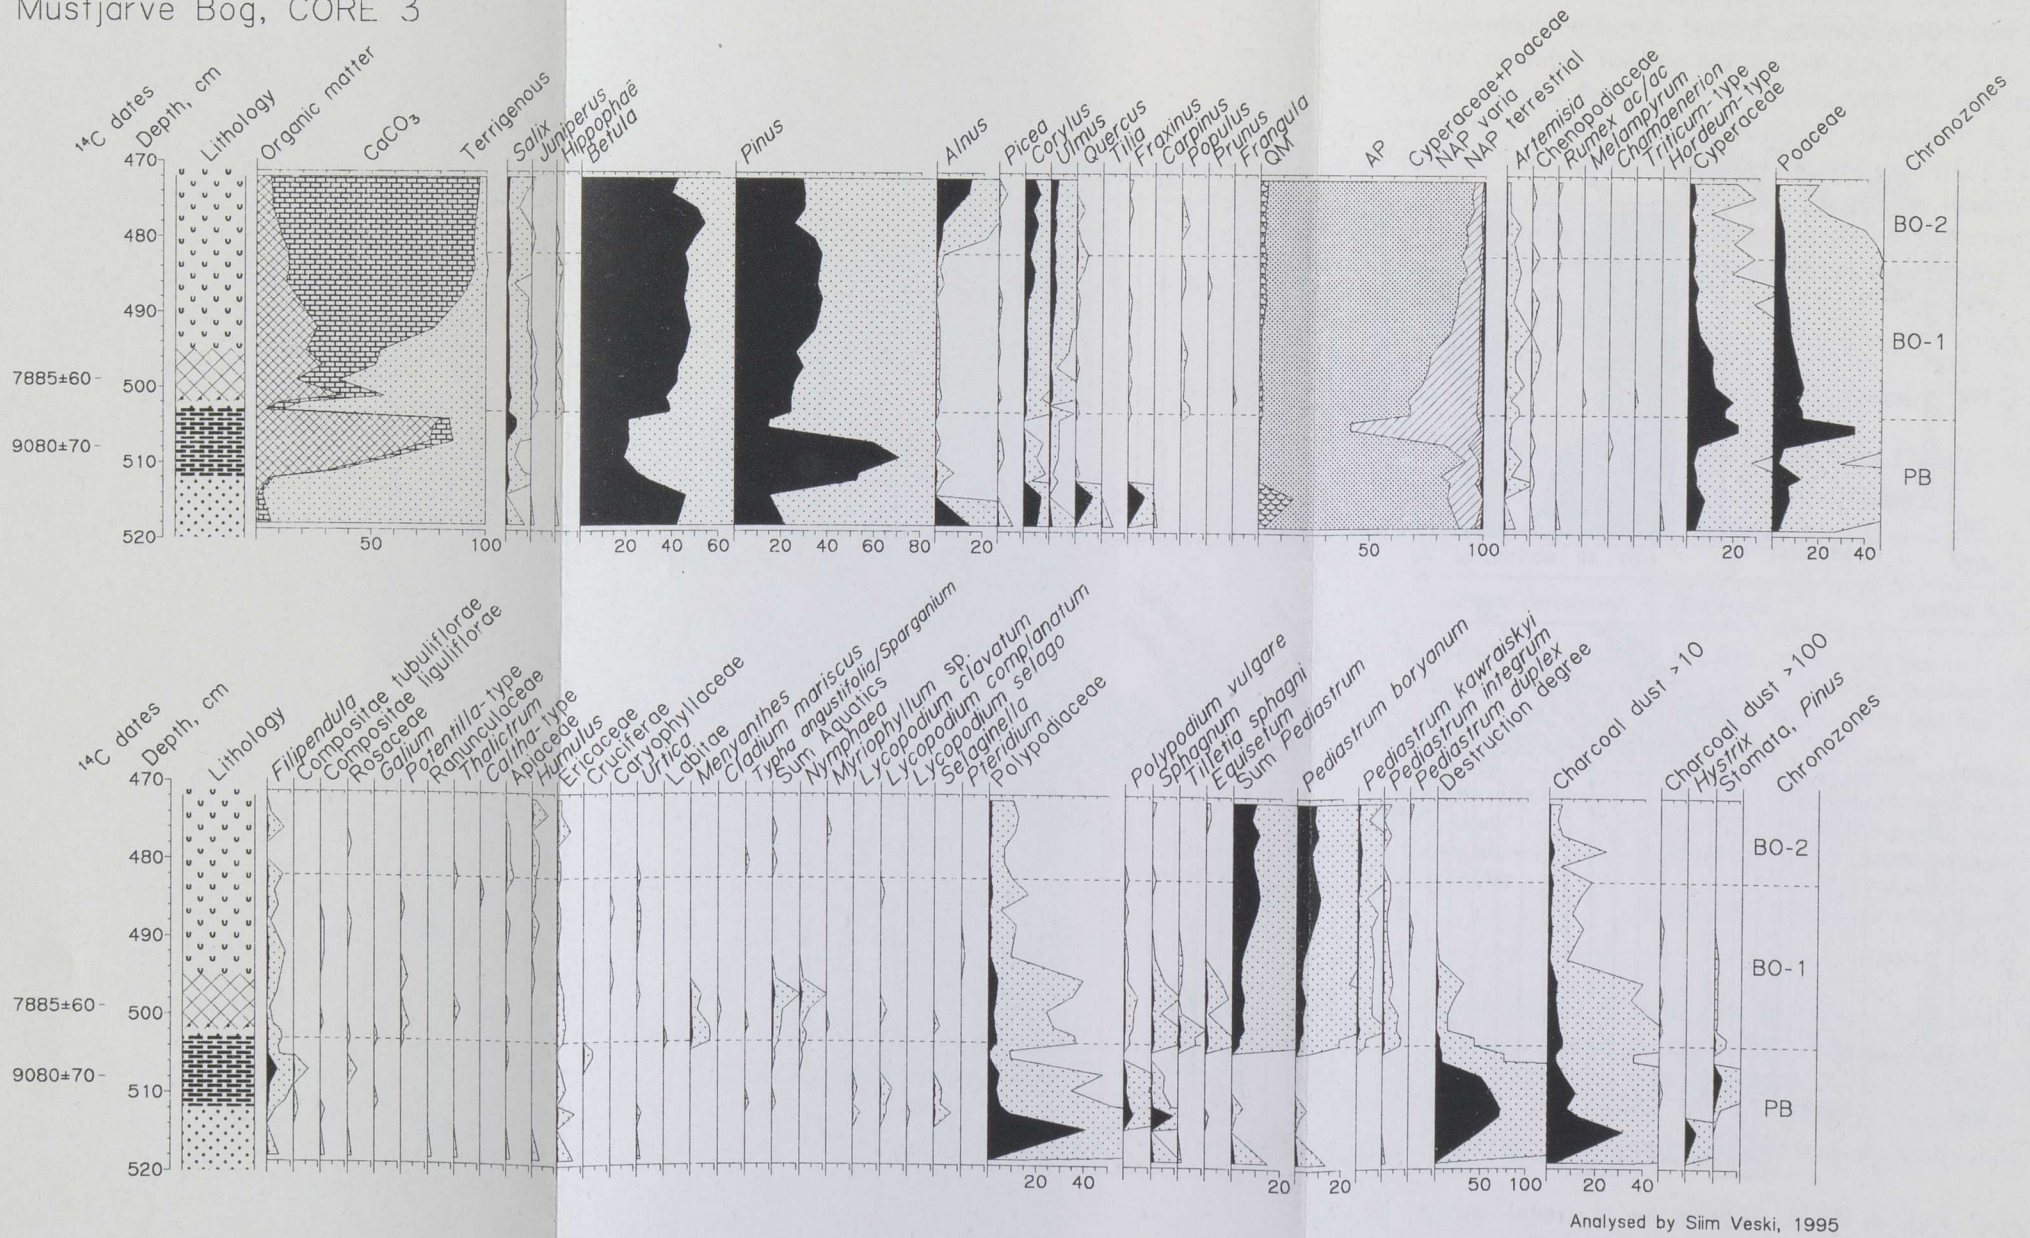 Mustjärve Bog, CORE 3
¹⁴C dates
Depth, cm
Lithology
Organic matter
CaCO₃
Terrigenous
Salix
Juniperus
Hippophaë
Betula
Pinus
Alnus
Picea
Corylus
Ulmus
Quercus
Tilia
Fraxinus
Carpinus
Populus
Prunus
Frangula
QM
AP
Cyperaceae+Poaceae
NAP varia
NAP terrestrial
Artemisia
Chenopodiaceae
Rumex ac/ac
Melampyrum
Chamaenerion
Triticum-type
Hordeum-type
Cyperaceae
Poaceae
Chronozones
470
480
490
500
510
520
7885±60
9080±70
BO-2
BO-1
PB
50 100 20 40 60 20 40 60 80 20 50 100 20 20 40
¹⁴C dates
Depth, cm
Lithology
Filipendula
Compositae tubuliflorae
Compositae liguliflorae
Rosaceae
Galium
Potentilla-type
Ranunculaceae
Thalictrum
Caltha-type
Apiaceae
Humulus
Ericaceae
Cruciferae
Caryophyllaceae
Urtica
Labitae
Menyanthes
Cladium mariscus
Typha angustifolia/Sparganium
Sum Aquatics
Nymphaea
Myriophyllum sp.
Lycopodium clavatum
Lycopodium complanatum
Lycopodium selago
Selaginella
Pteridium
Polypodiaceae
Polypodium vulgare
Sphagnum
Tilletia sphagni
Equisetum
Sum Pediastrum
Pediastrum boryanum
Pediastrum kawraiskyi
Pediastrum integrum
Pediastrum duplex
Destruction degree
Charcoal dust >10
Charcoal dust >100
Hystrix
Stomata, Pinus
Chronozones
470
480
490
500
510
520
7885±60
9080±70
BO-2
BO-1
PB
20 40 20 20 50 100 20 40
Analysed by Siim Veski, 1995